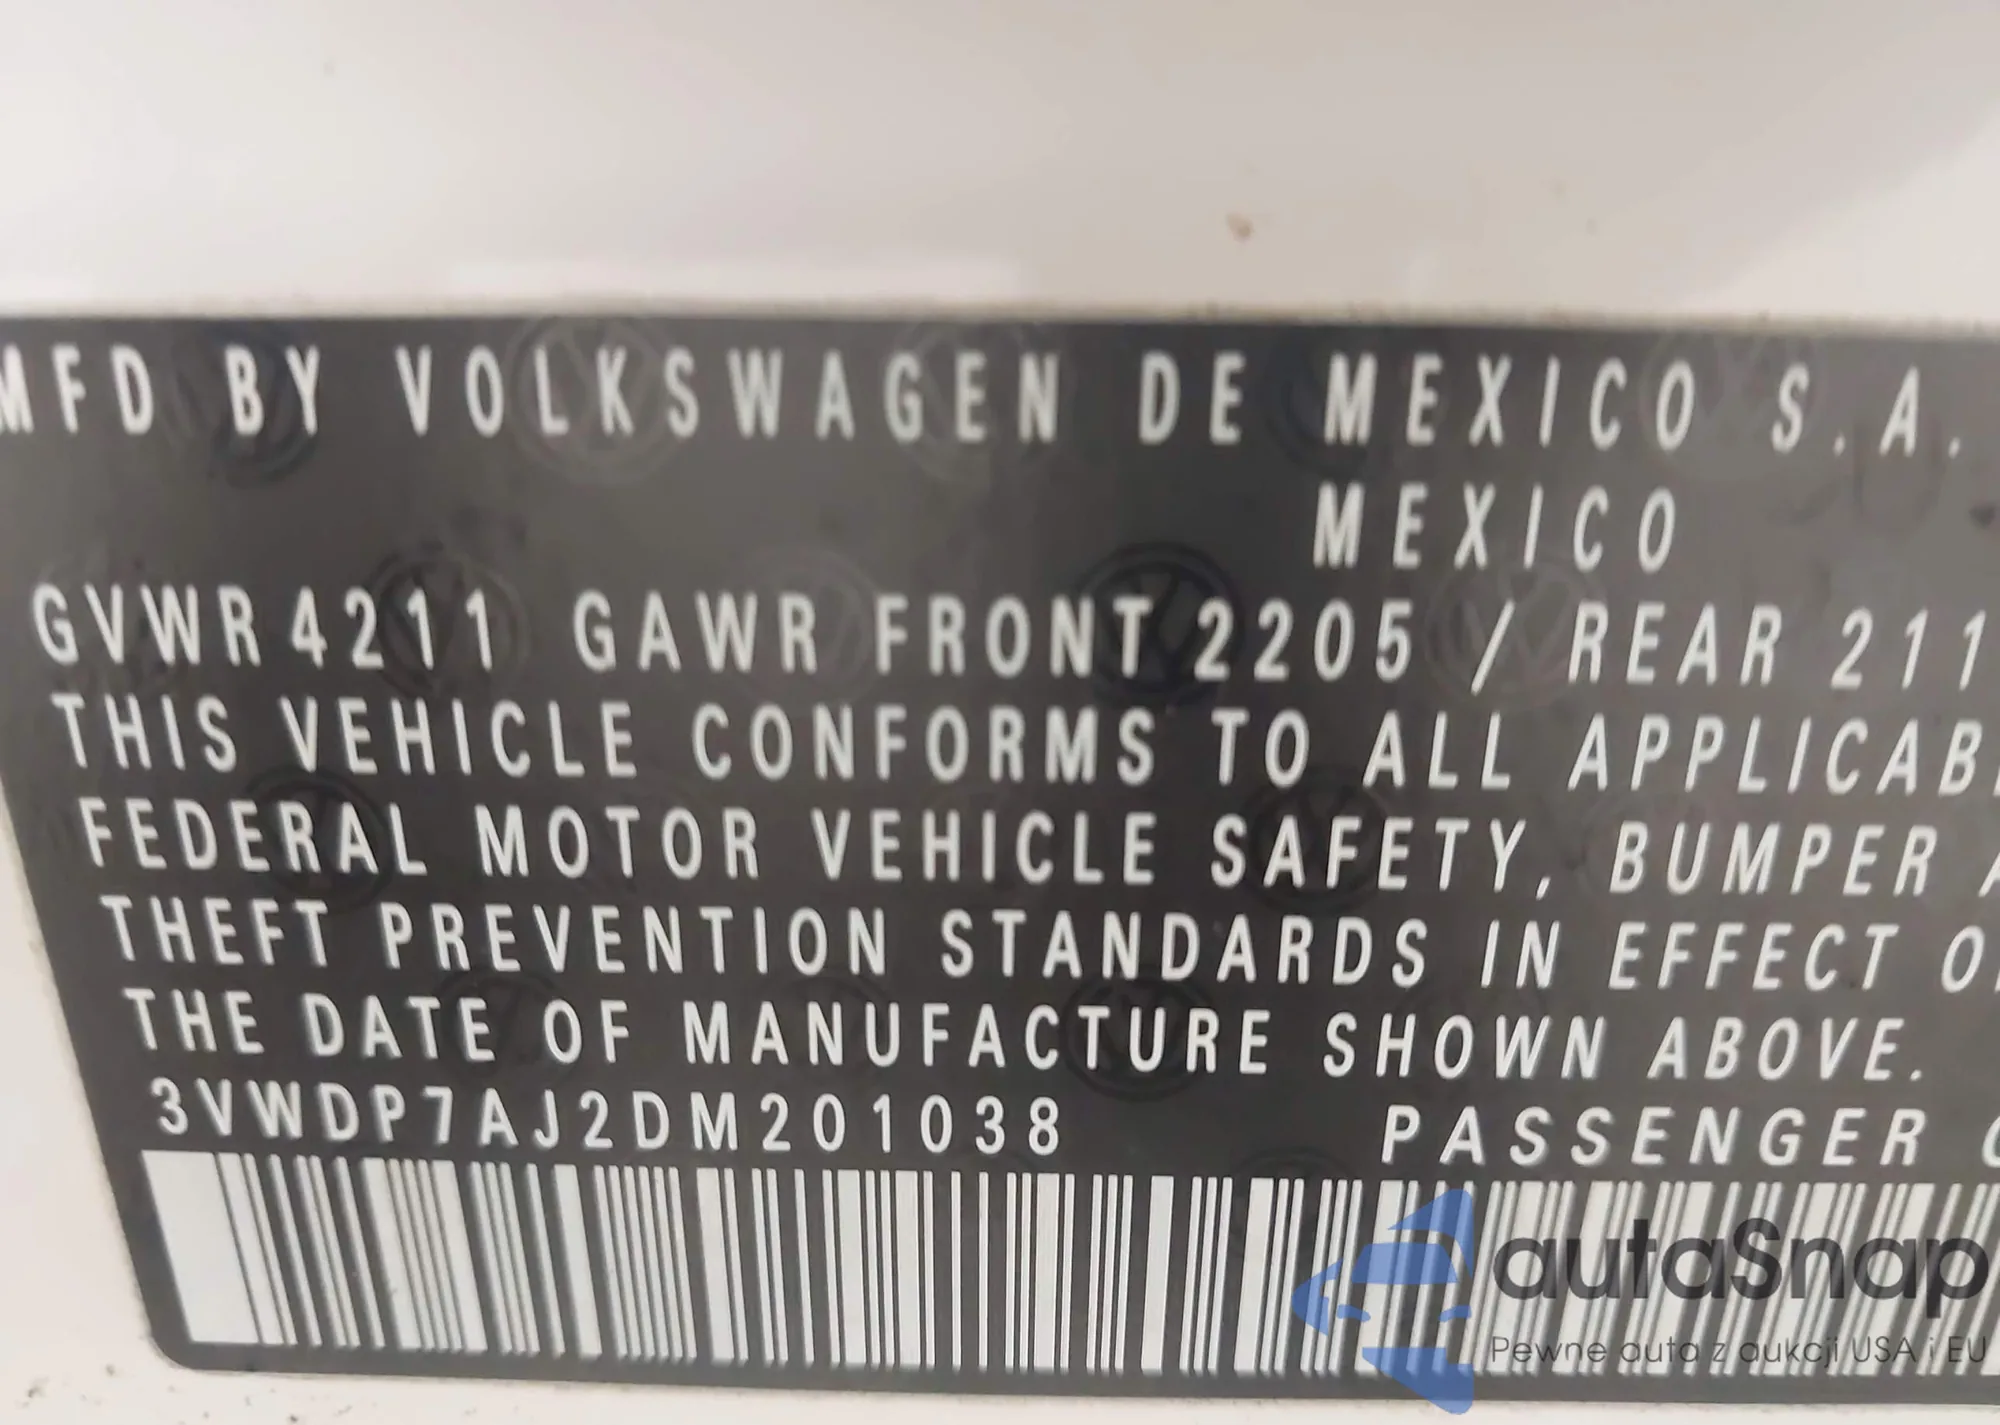 MFD BY VOLKSWAGEN DE MEXICO S.A.
MEXICO
GVWR 4211 GAWR FRONT 2205 / REAR 211
THIS VEHICLE CONFORMS TO ALL APPLICAB
FEDERAL MOTOR VEHICLE SAFETY, BUMPER A
THEFT PREVENTION STANDARDS IN EFFECT O
THE DATE OF MANUFACTURE SHOWN ABOVE.
3VWDP7AJ2DM201038 PASSENGER C
autaSnap
Pewne auta z aukcji USA i EU